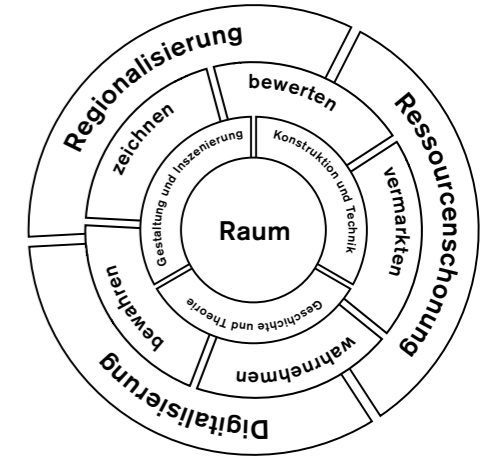 Regionalisierung
Ressourcenschonung
Digitalisierung
zeichnen
bewerten
vermarkten
wahrnehmen
bewahren
Gestaltung und Inszenierung
Konstruktion und Technik
Geschichte und Theorie
Raum